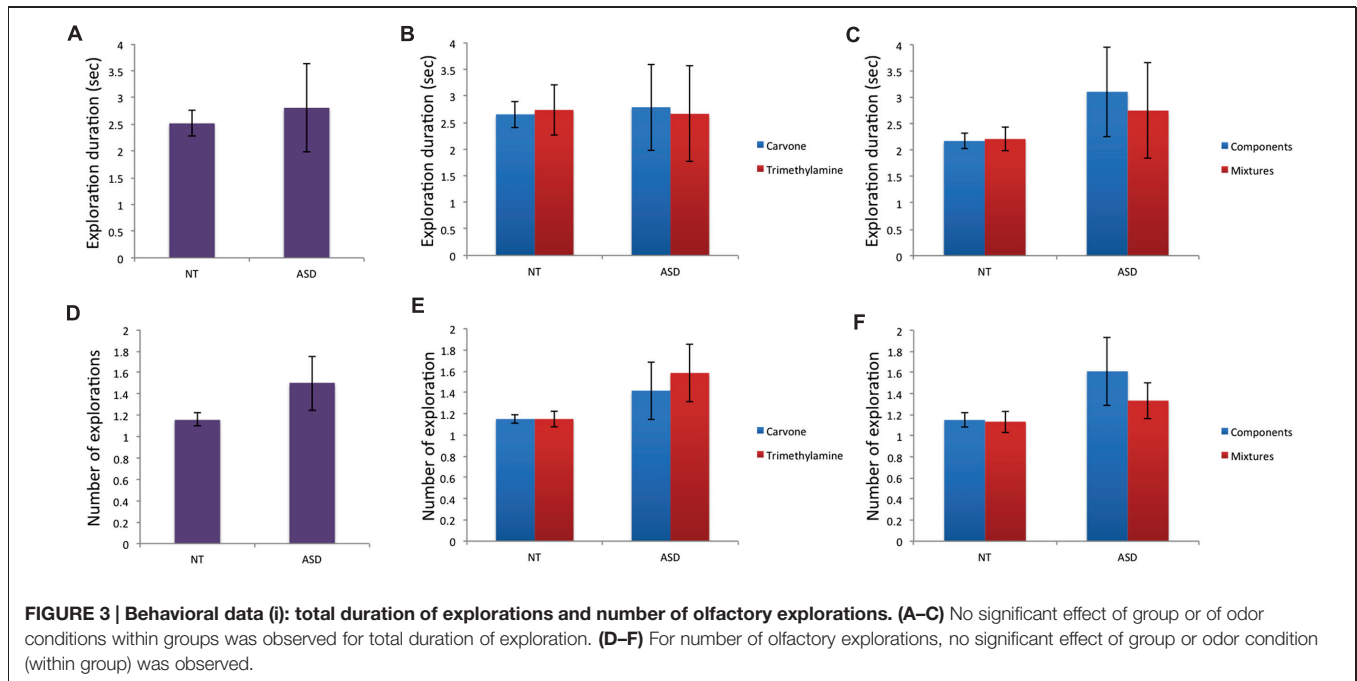 A
Exploration duration (sec)
4
3.5
3
2.5
2
1.5
1
0.5
0
NT ASD
B
Exploration duration (sec)
4
3.5
3
2.5
2
1.5
1
0.5
0
NT ASD
Carvone
Trimethylamine
C
Exploration duration (sec)
4
3.5
3
2.5
2
1.5
1
0.5
0
NT ASD
Components
Mixtures
D
Number of explorations
2
1.8
1.6
1.4
1.2
1
0.8
0.6
0.4
0.2
0
NT ASD
E
Number of exploration
2
1.8
1.6
1.4
1.2
1
0.8
0.6
0.4
0.2
0
NT ASD
Carvone
Trimethylamine
F
Number of exploration
2
1.8
1.6
1.4
1.2
1
0.8
0.6
0.4
0.2
0
NT ASD
Components
Mixtures
FIGURE 3 | Behavioral data (i): total duration of explorations and number of olfactory explorations. (A–C) No significant effect of group or of odor
conditions within groups was observed for total duration of exploration. (D–F) For number of olfactory explorations, no significant effect of group or odor condition
(within group) was observed.